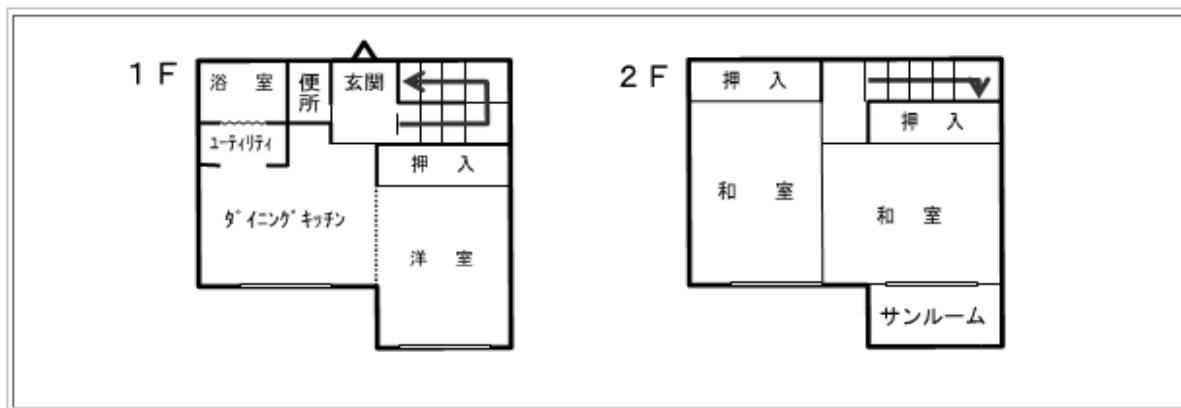 １Ｆ
浴 室
便所
玄関
ﾕｰﾃｨﾘﾃｨ
押 入
ﾀﾞｲﾆﾝｸﾞｷｯﾁﾝ
洋 室
２Ｆ
押 入
押 入
和 室
和 室
サンルーム